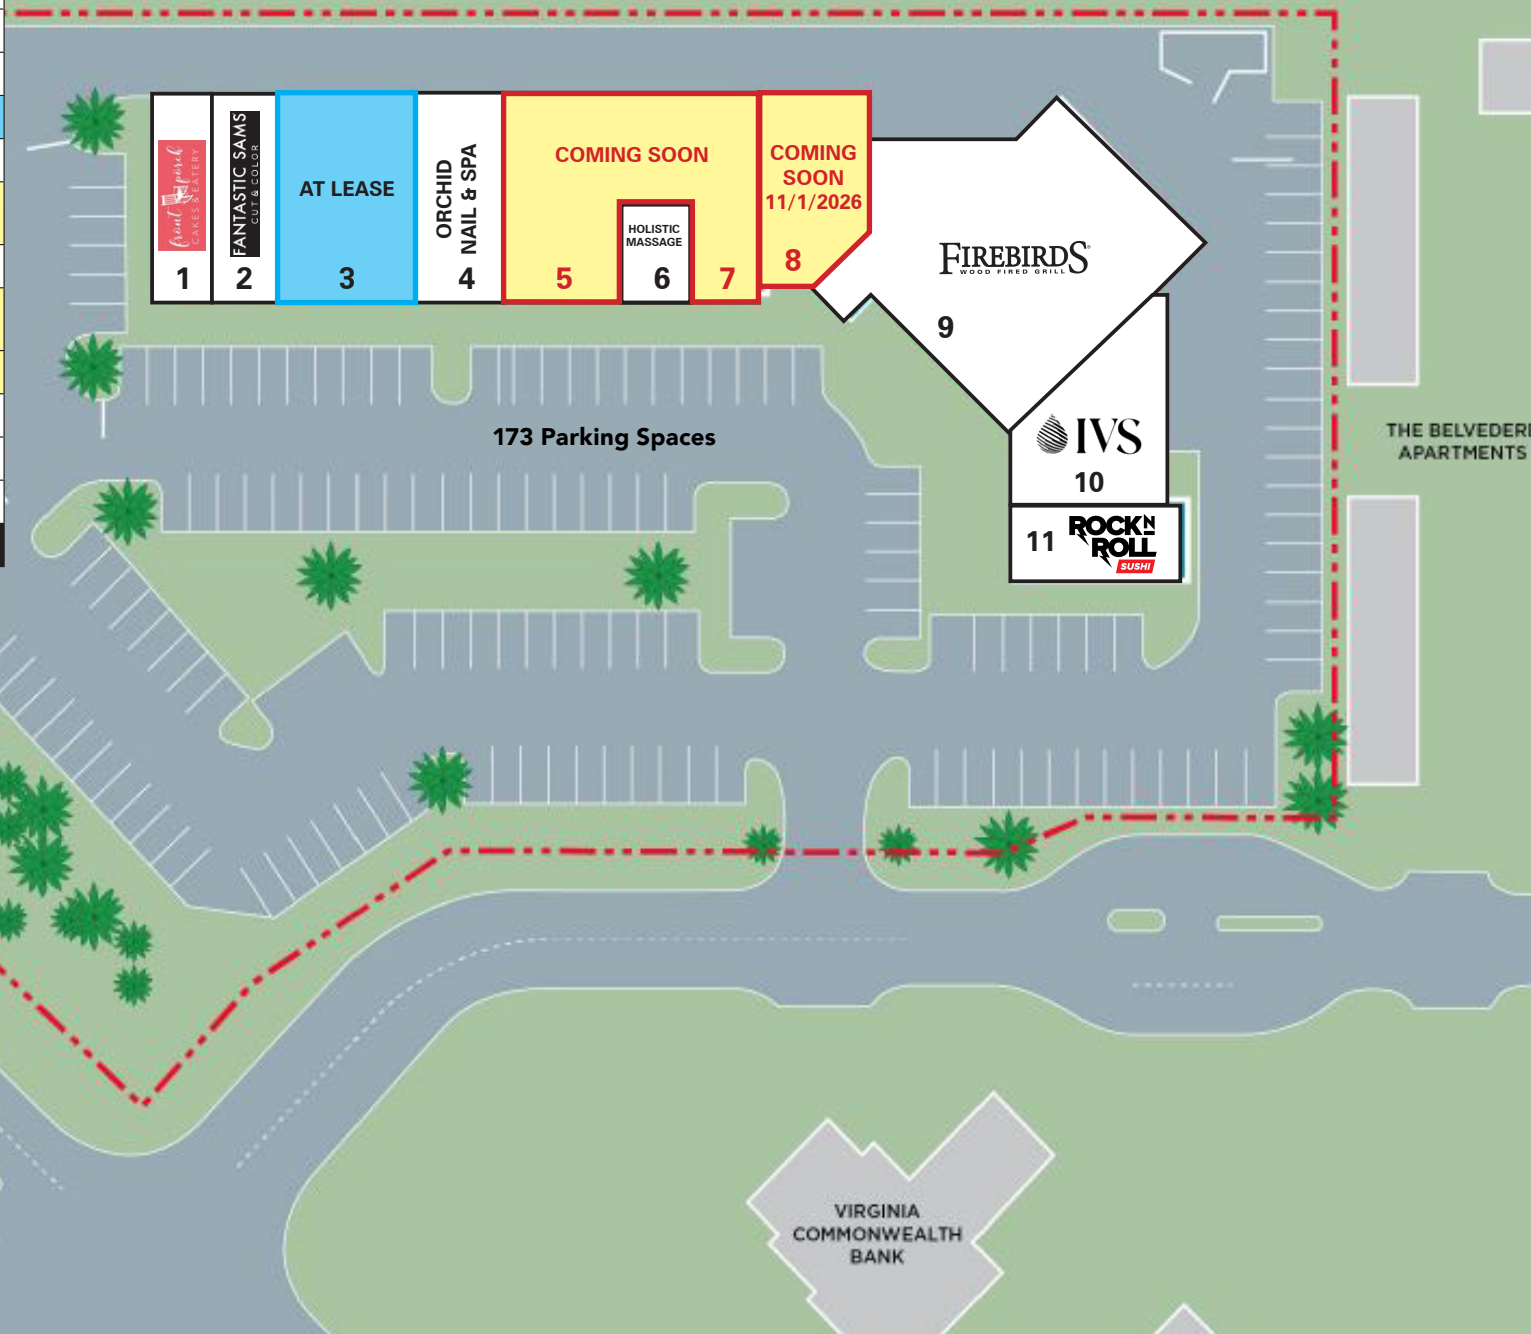 front porch
CAKES & EATERY
1
FANTASTIC SAMS
CUT & COLOR
2
AT LEASE
3
ORCHID
NAIL & SPA
4
COMING SOON
5
HOLISTIC
MASSAGE
6
7
COMING
SOON
11/1/2026
8
FIREBIRDS
WOOD FIRED GRILL
9
IVS
10
11
ROCK N
ROLL
SUSHI
173 Parking Spaces
THE BELVEDERE
APARTMENTS
VIRGINIA
COMMONWEALTH
BANK